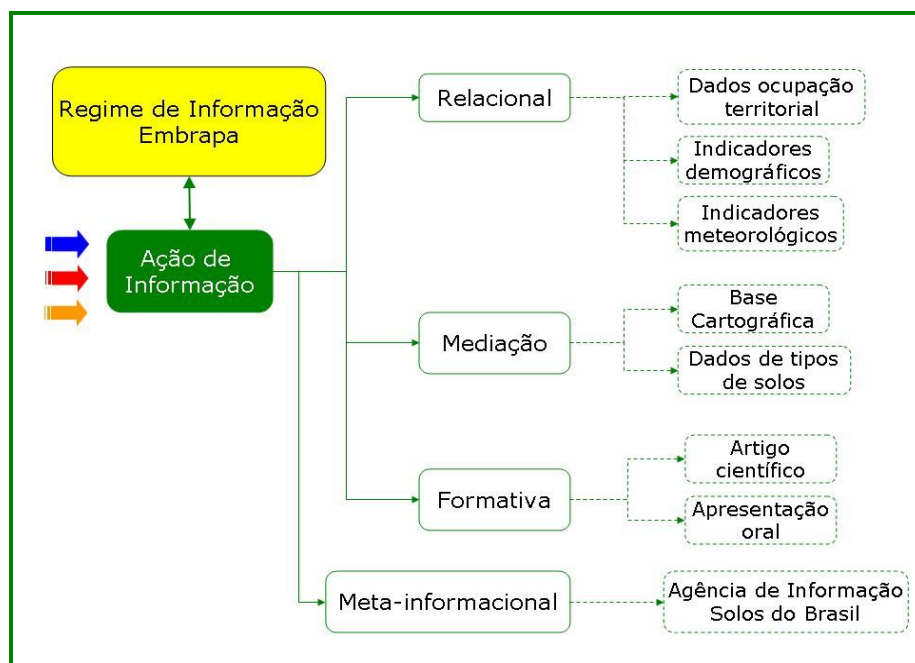 Regime de Informação
Embrapa
Ação de
Informação
Relacional
Dados ocupação
territorial
Indicadores
demográficos
Indicadores
meteorológicos
Mediação
Base
Cartográfica
Dados de tipos
de solos
Formativa
Artigo
científico
Apresentação
oral
Meta-informacional
Agência de Informação
Solos do Brasil